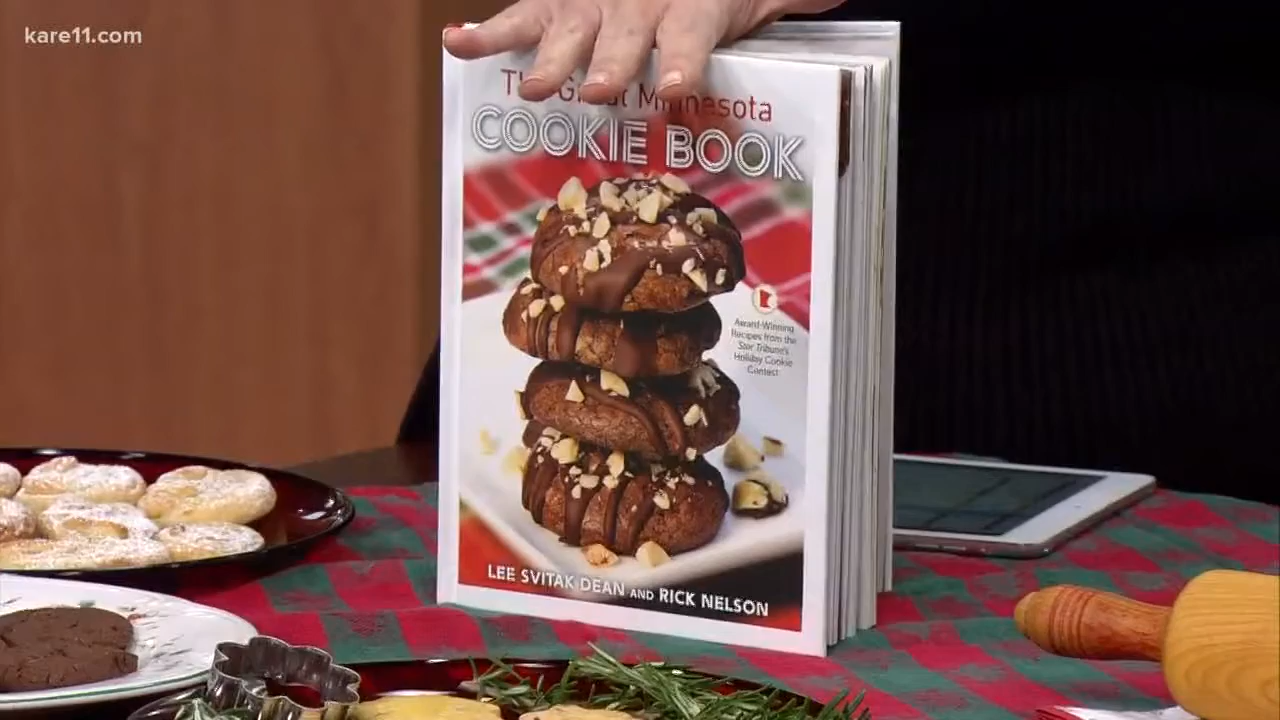 kare11.com
The Great Minnesota
COOKIE BOOK
Award-Winning
Recipes from the
Star Tribune's
Holiday Cookie
Contest
LEE SVITAK DEAN AND RICK NELSON